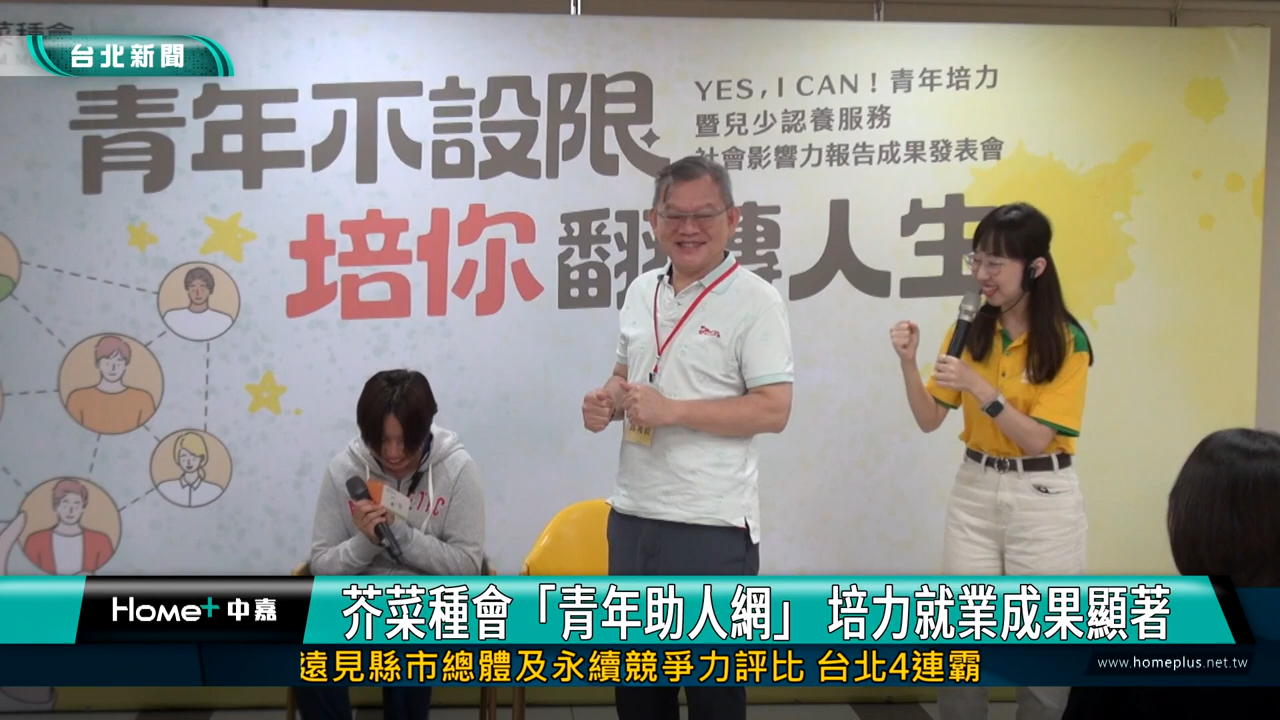 台北新聞
青年不設限
YES, I CAN! 青年培力
暨兒少認養服務
社會影響力報告成果發表會
培你翻轉人生
Home+中嘉
芥菜種會「青年助人網」 培力就業成果顯著
遠見縣市總體及永續競爭力評比 台北4連霸
www.homeplus.net.tw